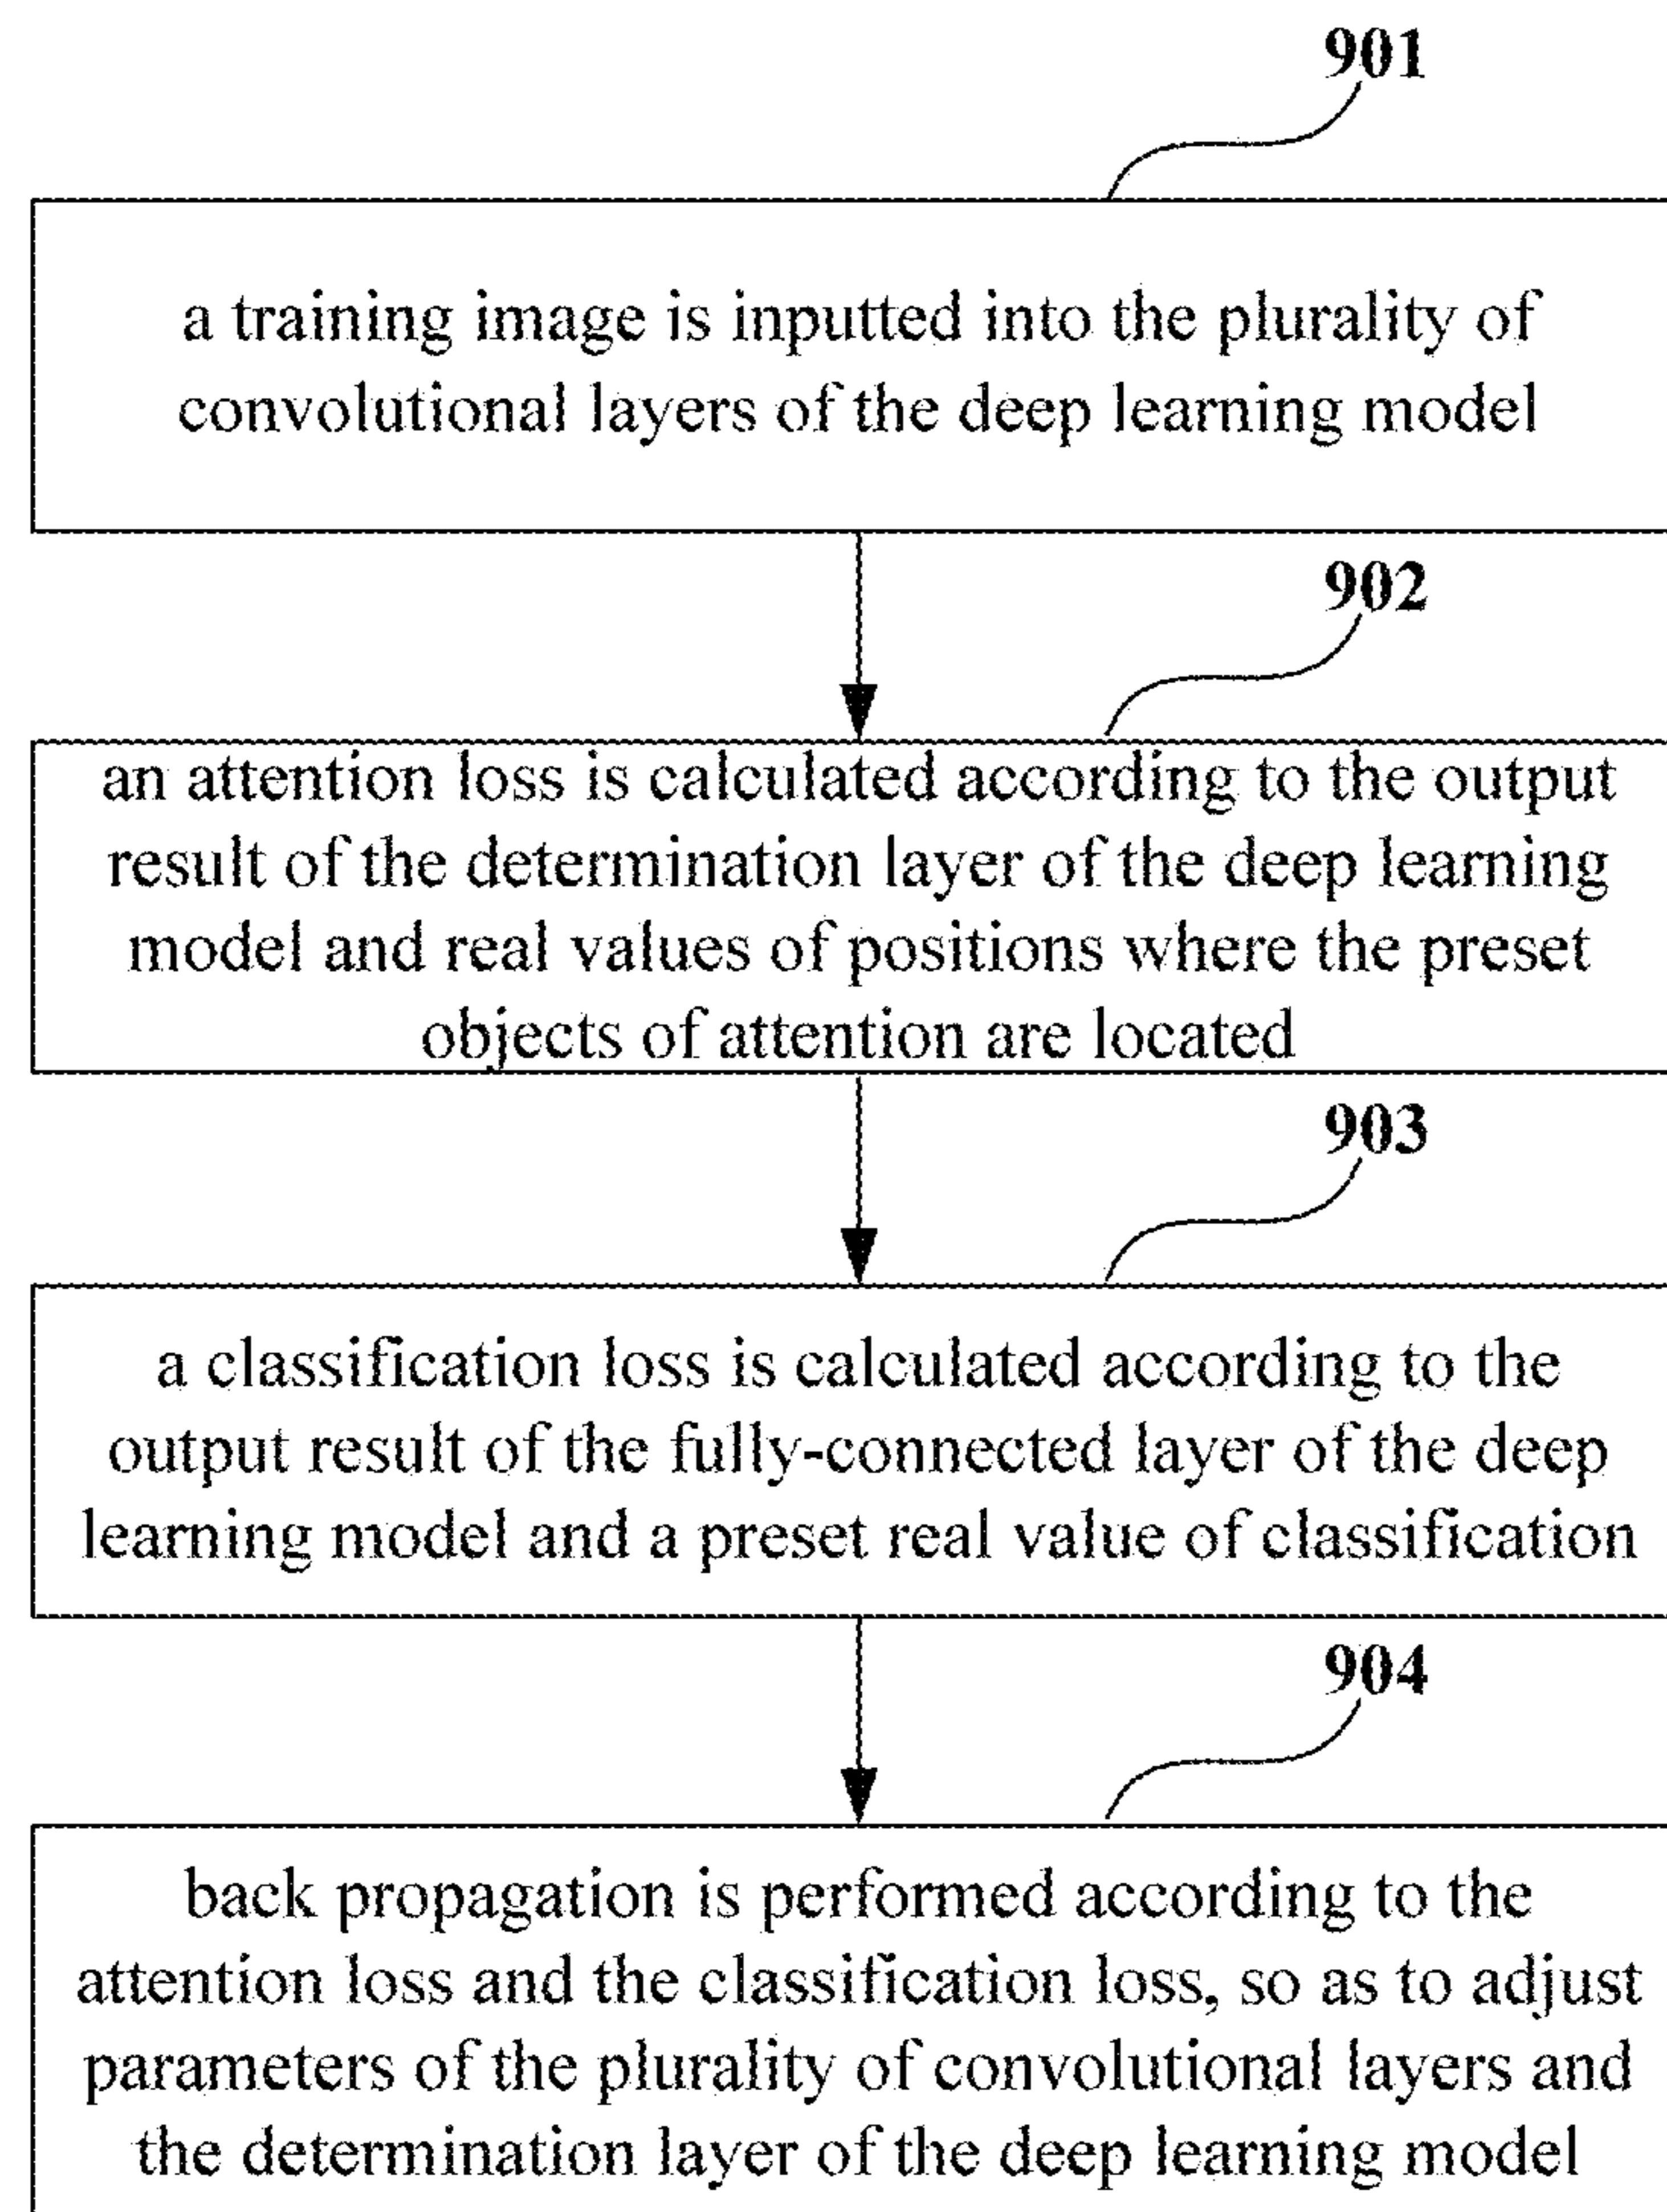 901
a training image is inputted into the plurality of
convolutional layers of the deep learning model
902
an attention loss is calculated according to the output
result of the determination layer of the deep learning
model and real values of positions where the preset
objects of attention are located
903
a classification loss is calculated according to the
output result of the fully-connected layer of the deep
learning model and a preset real value of classification
904
back propagation is performed according to the
attention loss and the classification loss, so as to adjust
parameters of the plurality of convolutional layers and
the determination layer of the deep learning model